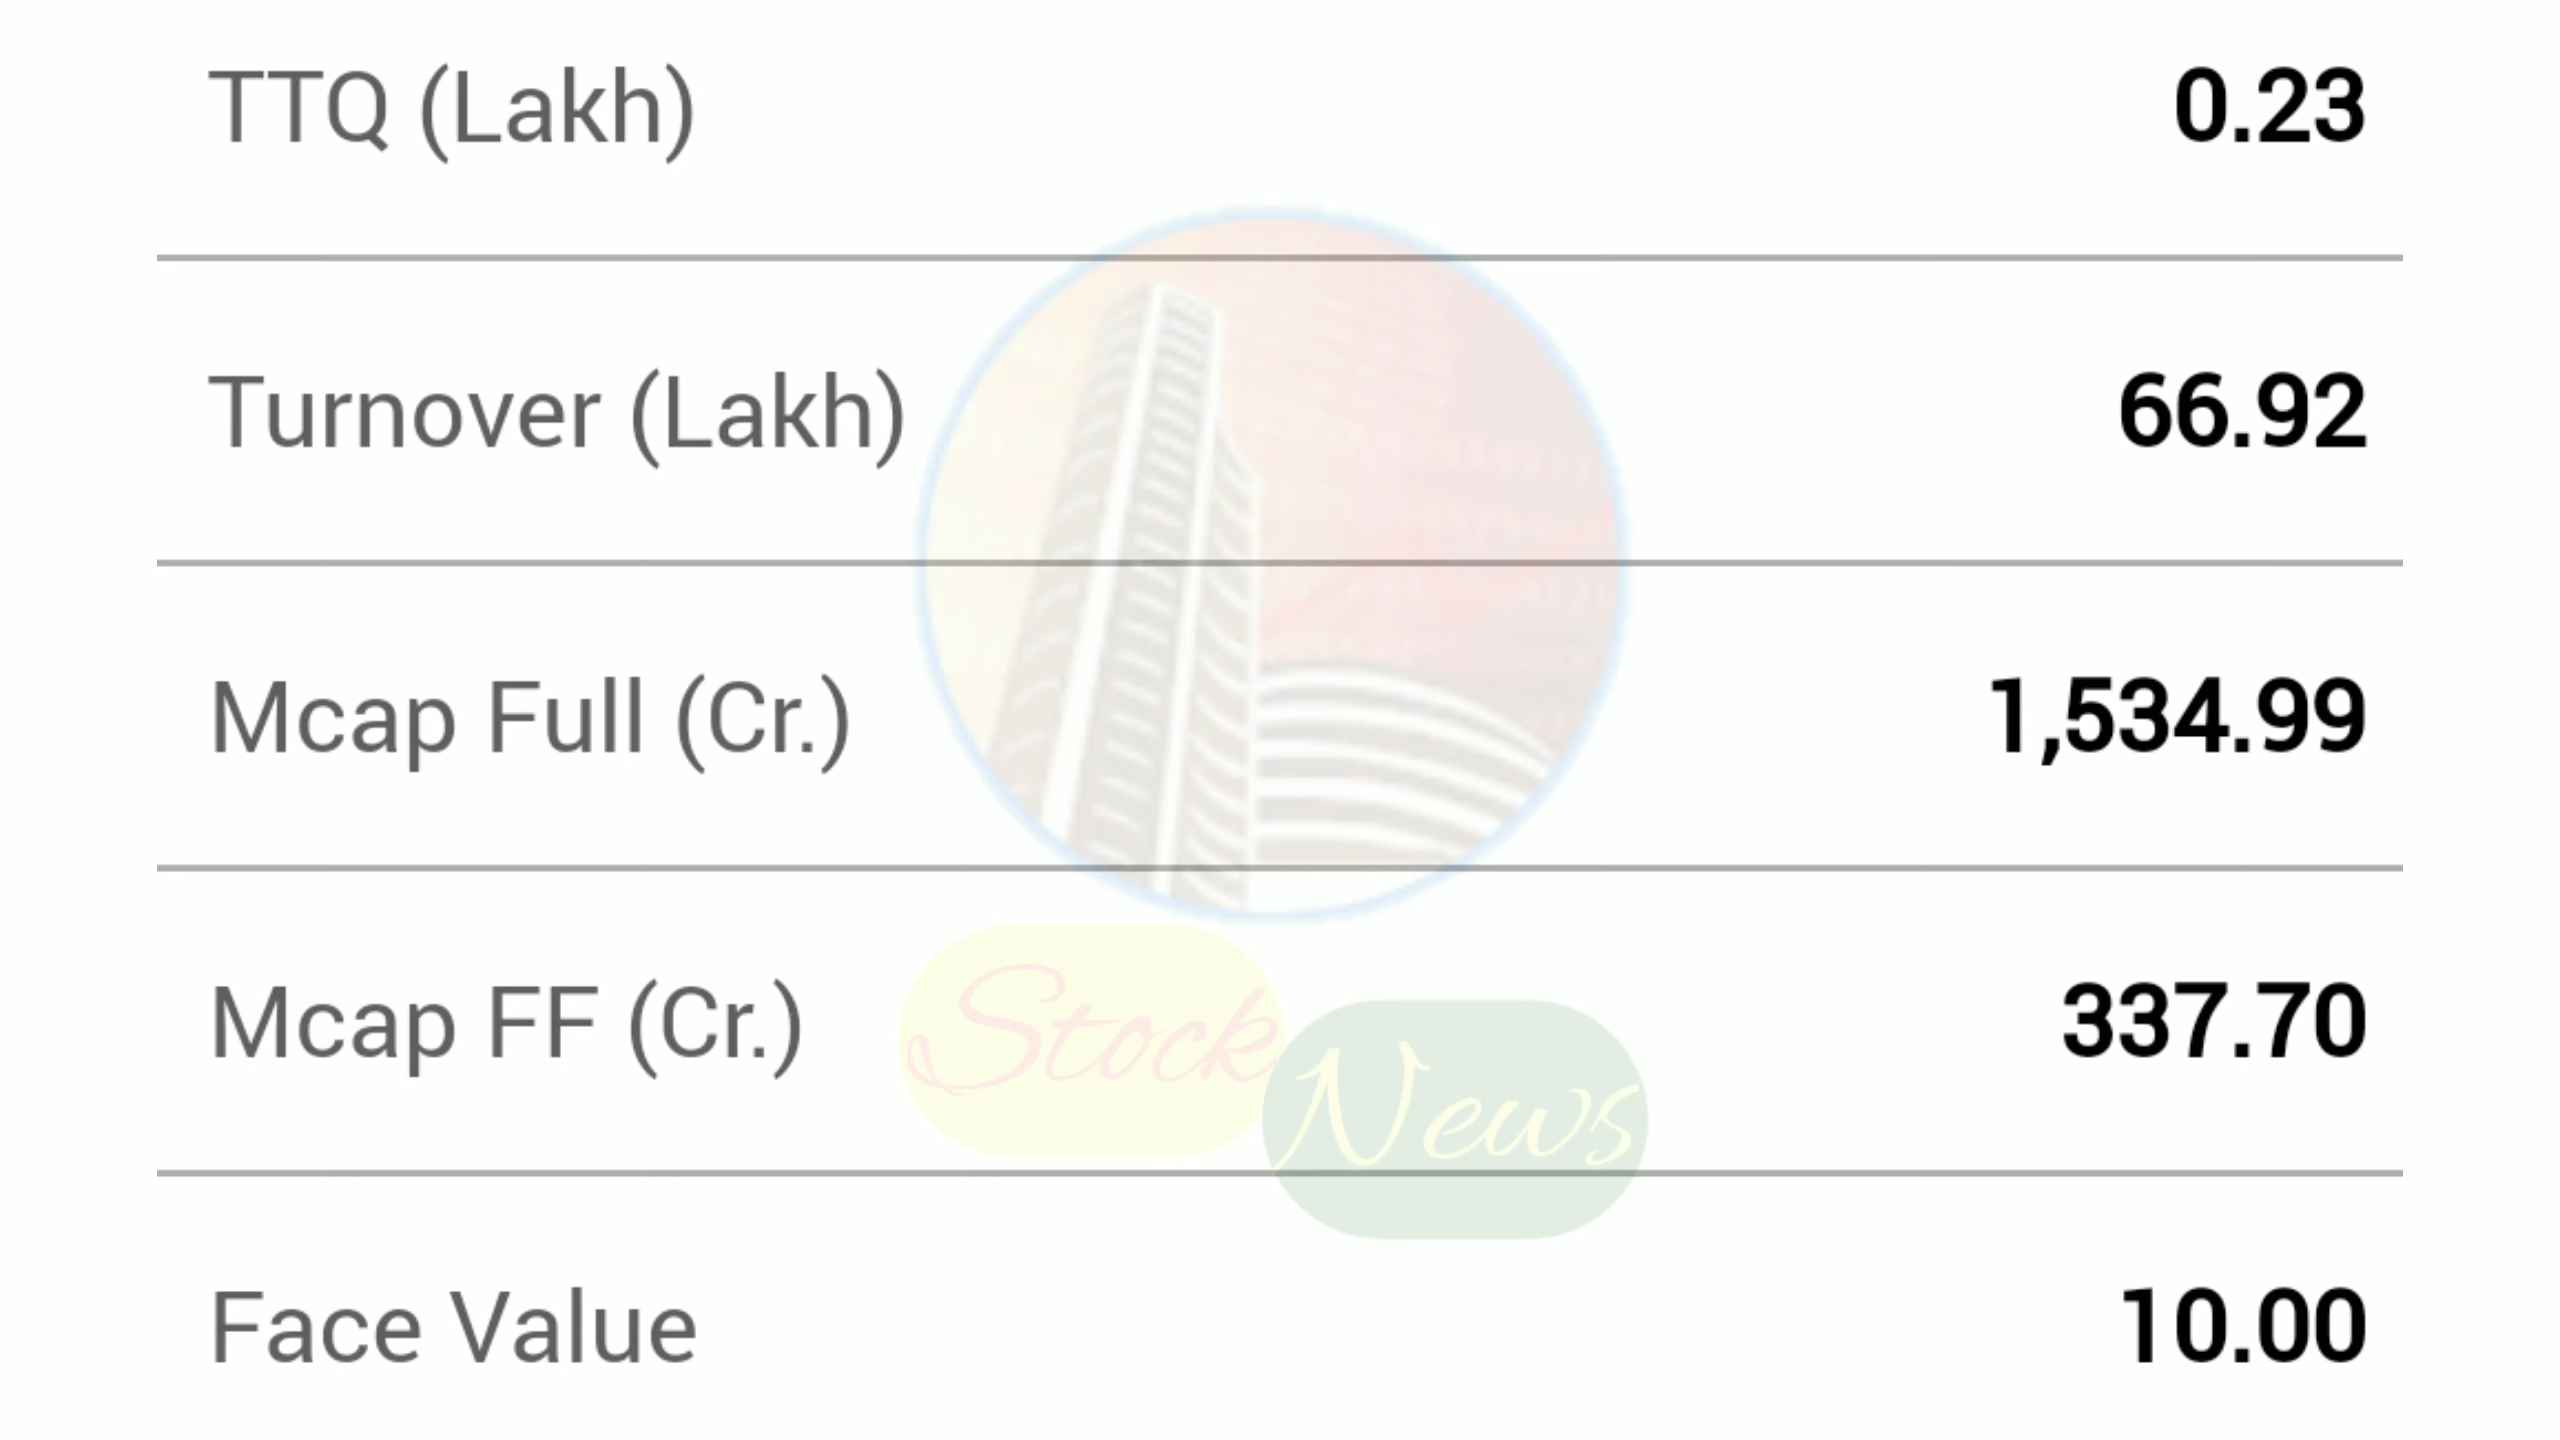 TTQ (Lakh) 0.23
Turnover (Lakh) 66.92
Mcap Full (Cr.) 1,534.99
Mcap FF (Cr.) 337.70
Stock
News
Face Value 10.00